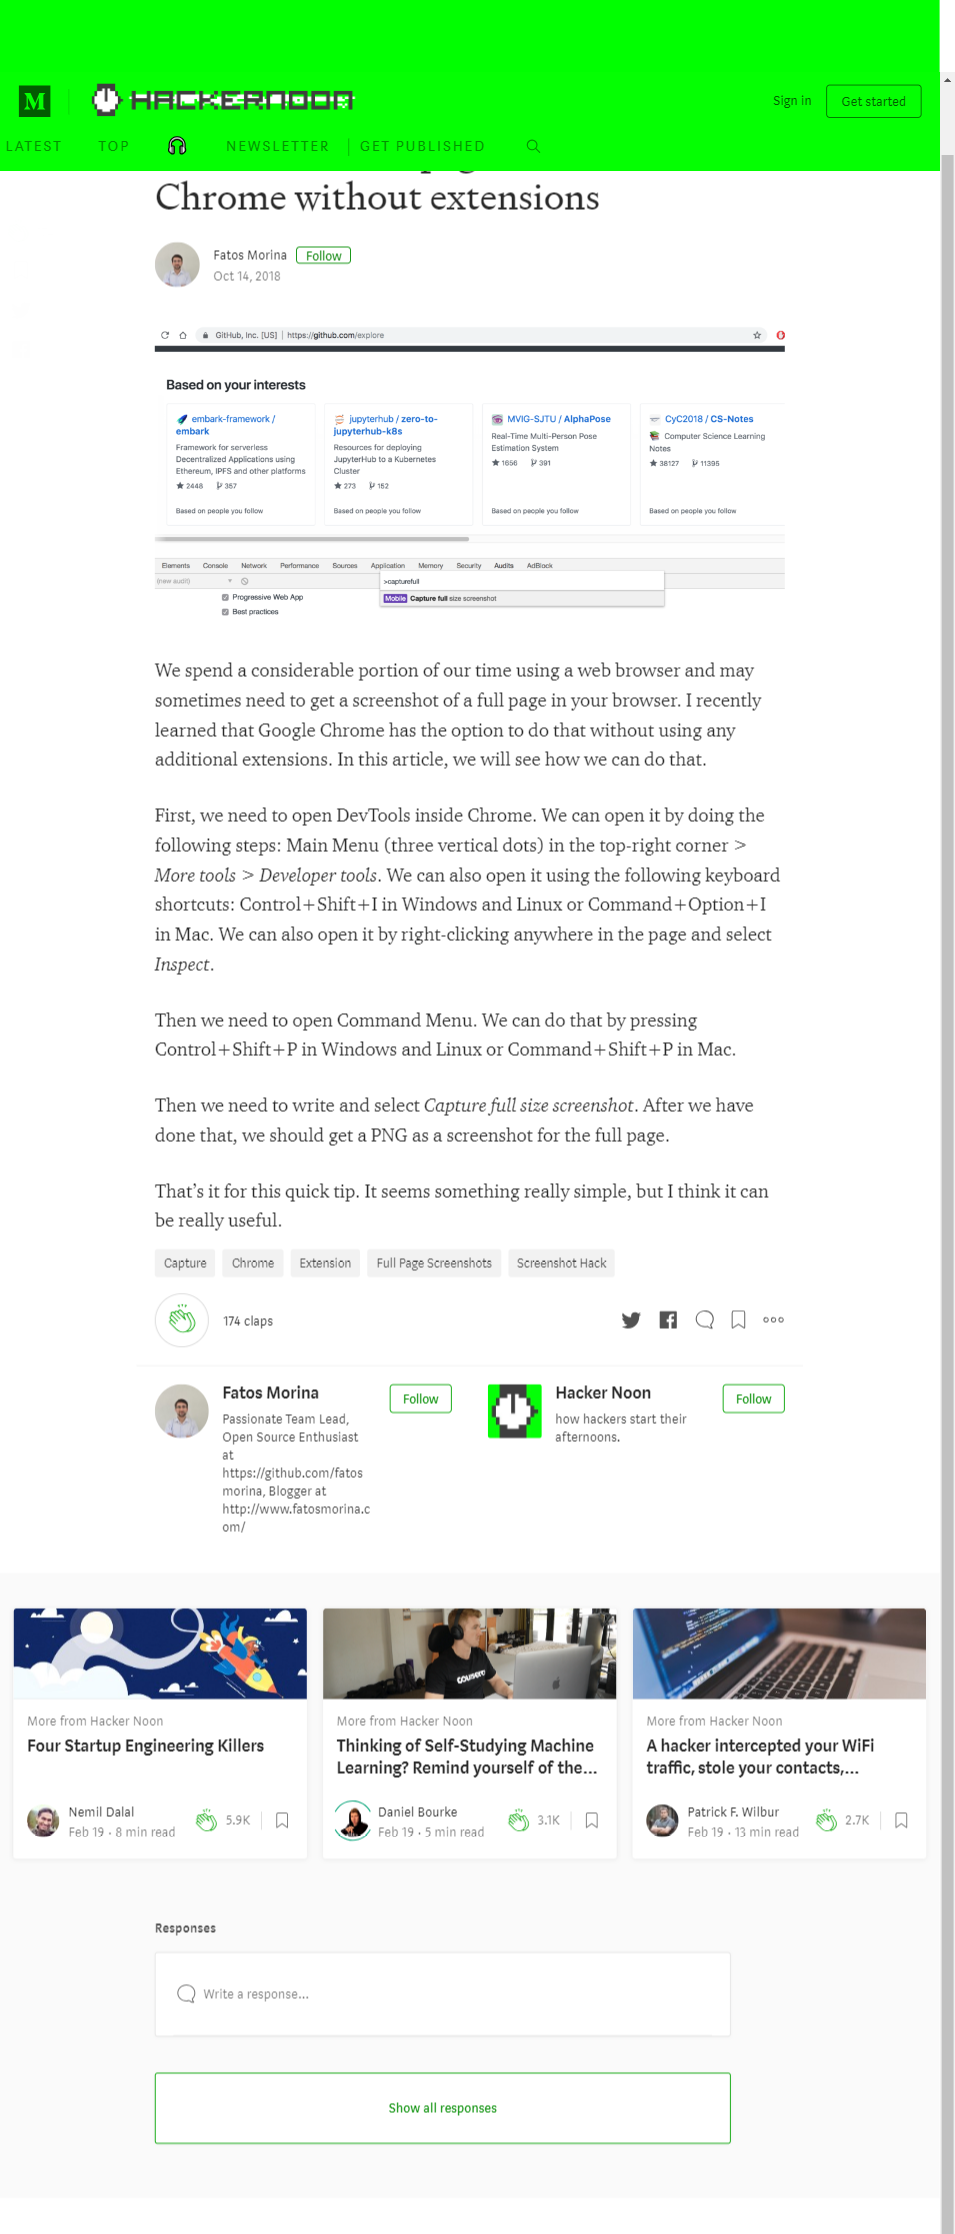 M
HACKERNOON
Sign in
Get started
LATEST
TOP
NEWSLETTER
GET PUBLISHED
Chrome without extensions
Fatos Morina
Follow
Oct 14, 2018
GitHub, Inc. [US] | https://github.com/explore
Based on your interests
embark-framework /
embark
Framework for serverless
Decentralized Applications using
Ethereum, IPFS and other platforms
2448 357
Based on people you follow
jupyterhub / zero-to-
jupyterhub-k8s
Resources for deploying
JupyterHub to a Kubernetes
Cluster
273 152
Based on people you follow
MVIG-SJTU / AlphaPose
Real-Time Multi-Person Pose
Estimation System
1656 391
Based on people you follow
CyC2018 / CS-Notes
Computer Science Learning
Notes
38127 11395
Based on people you follow
Elements Console Network Performance Sources Application Memory Security Audits AdBlock
(new audit)
>capturefull
Progressive Web App
Mobile Capture full size screenshot
Best practices
We spend a considerable portion of our time using a web browser and may
sometimes need to get a screenshot of a full page in your browser. I recently
learned that Google Chrome has the option to do that without using any
additional extensions. In this article, we will see how we can do that.
First, we need to open DevTools inside Chrome. We can open it by doing the
following steps: Main Menu (three vertical dots) in the top-right corner >
More tools > Developer tools. We can also open it using the following keyboard
shortcuts: Control+Shift+I in Windows and Linux or Command+Option+I
in Mac. We can also open it by right-clicking anywhere in the page and select
Inspect.
Then we need to open Command Menu. We can do that by pressing
Control+Shift+P in Windows and Linux or Command+Shift+P in Mac.
Then we need to write and select Capture full size screenshot. After we have
done that, we should get a PNG as a screenshot for the full page.
That's it for this quick tip. It seems something really simple, but I think it can
be really useful.
Capture
Chrome
Extension
Full Page Screenshots
Screenshot Hack
174 claps
Fatos Morina
Follow
Passionate Team Lead,
Open Source Enthusiast
at
https://github.com/fatos
morina, Blogger at
http://www.fatosmorina.c
om/
Hacker Noon
Follow
how hackers start their
afternoons.
More from Hacker Noon
Four Startup Engineering Killers
Nemil Dalal
Feb 19 · 8 min read
5.9K
coursera
More from Hacker Noon
Thinking of Self-Studying Machine
Learning? Remind yourself of the…
Daniel Bourke
Feb 19 · 5 min read
3.1K
More from Hacker Noon
A hacker intercepted your WiFi
traffic, stole your contacts,…
Patrick F. Wilbur
Feb 19 · 13 min read
2.7K
Responses
Write a response...
Show all responses